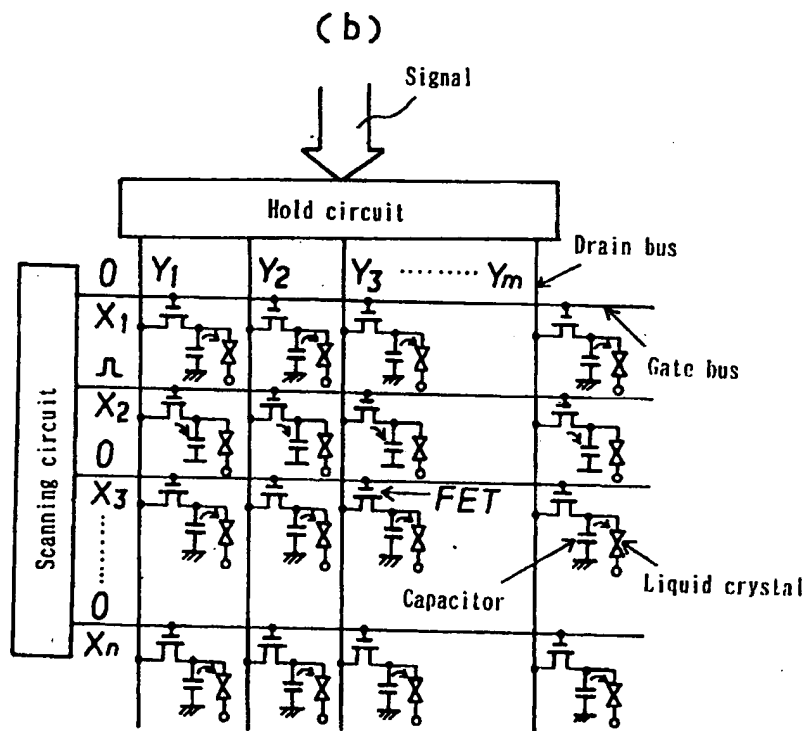 (b)
Signal
Hold circuit
Drain bus
0 Y1 Y2 Y3 ......... Ym
X1
Gate bus
X2
0
X3
FET
Scanning circuit
........
Capacitor
Liquid crystal
0
Xn